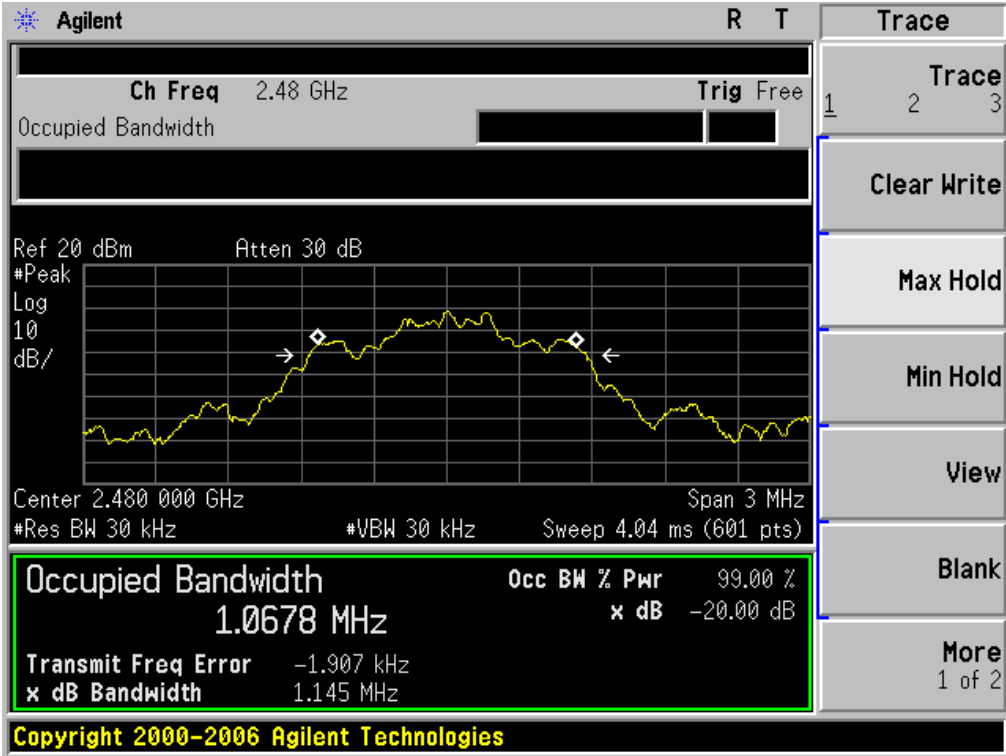 Agilent R T Trace
Ch Freq 2.48 GHz Trig Free
Occupied Bandwidth
Trace
1 2 3
Clear Write
Max Hold
Min Hold
View
Blank
More
1 of 2
Ref 20 dBm Atten 30 dB
#Peak
Log
10
dB/
Center 2.480 000 GHz Span 3 MHz
#Res BW 30 kHz #VBW 30 kHz Sweep 4.04 ms (601 pts)
Occupied Bandwidth Occ BW % Pwr 99.00 %
1.0678 MHz x dB -20.00 dB
Transmit Freq Error -1.907 kHz
x dB Bandwidth 1.145 MHz
Copyright 2000-2006 Agilent Technologies